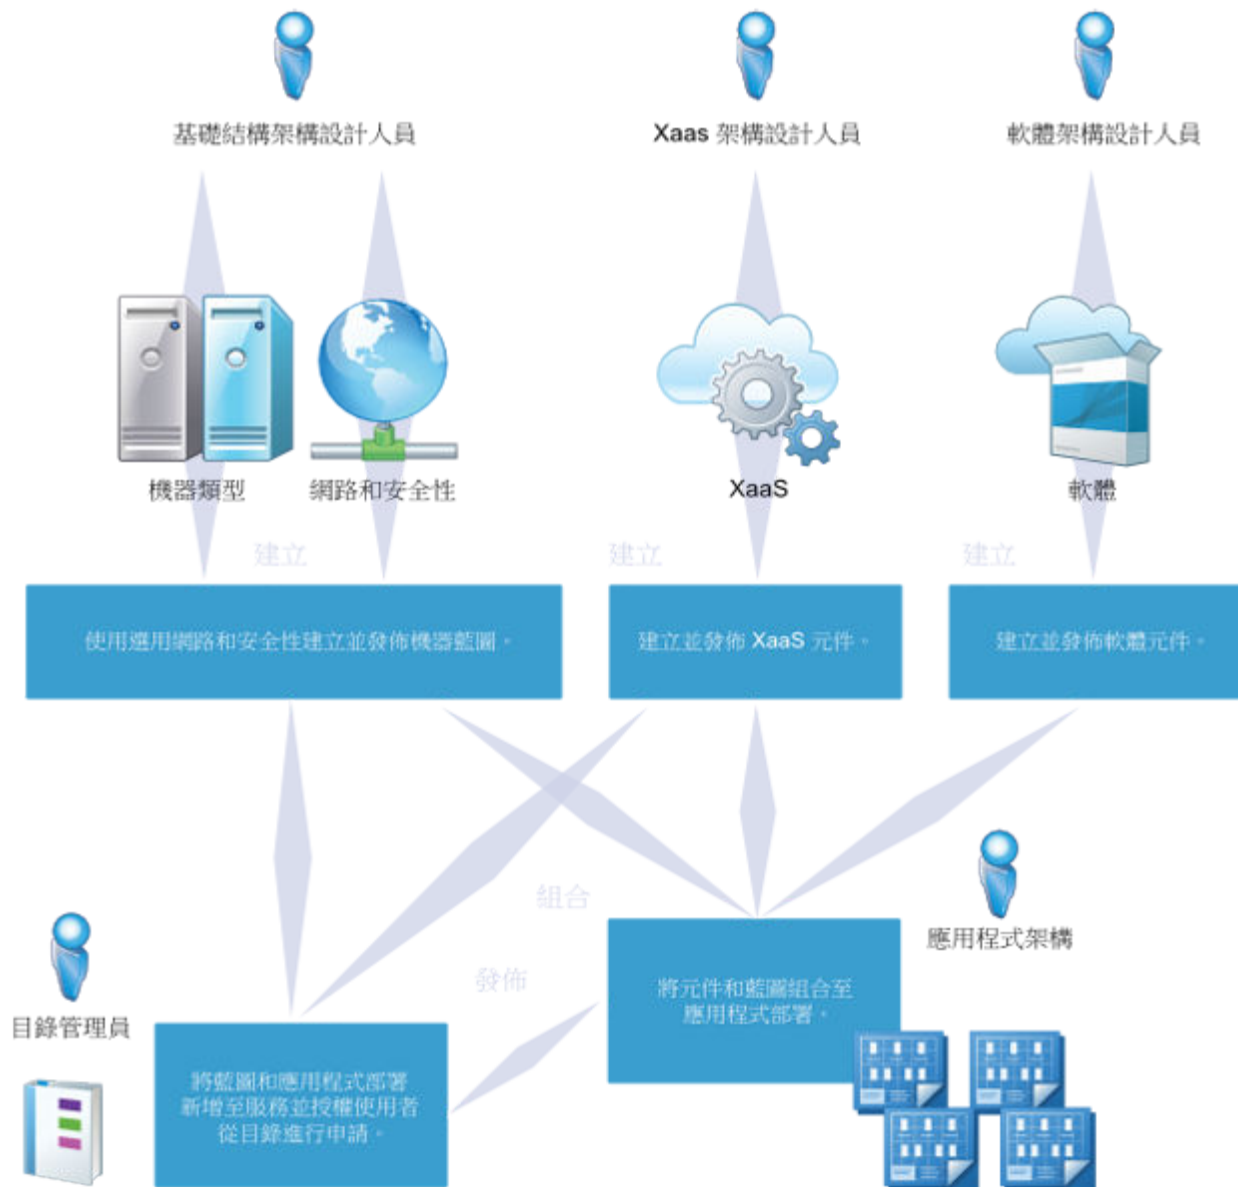 基礎結構架構設計人員
Xaas 架構設計人員
軟體架構設計人員
機器類型
網路和安全性
XaaS
軟體
建立
建立
建立
使用選用網路和安全性建立並發佈機器藍圖。
建立並發佈 XaaS 元件。
建立並發佈軟體元件。
組合
應用程式架構
發佈
將元件和藍圖組合至
應用程式部署。
目錄管理員
將藍圖和應用程式部署
新增至服務並授權使用者
從目錄進行申請。